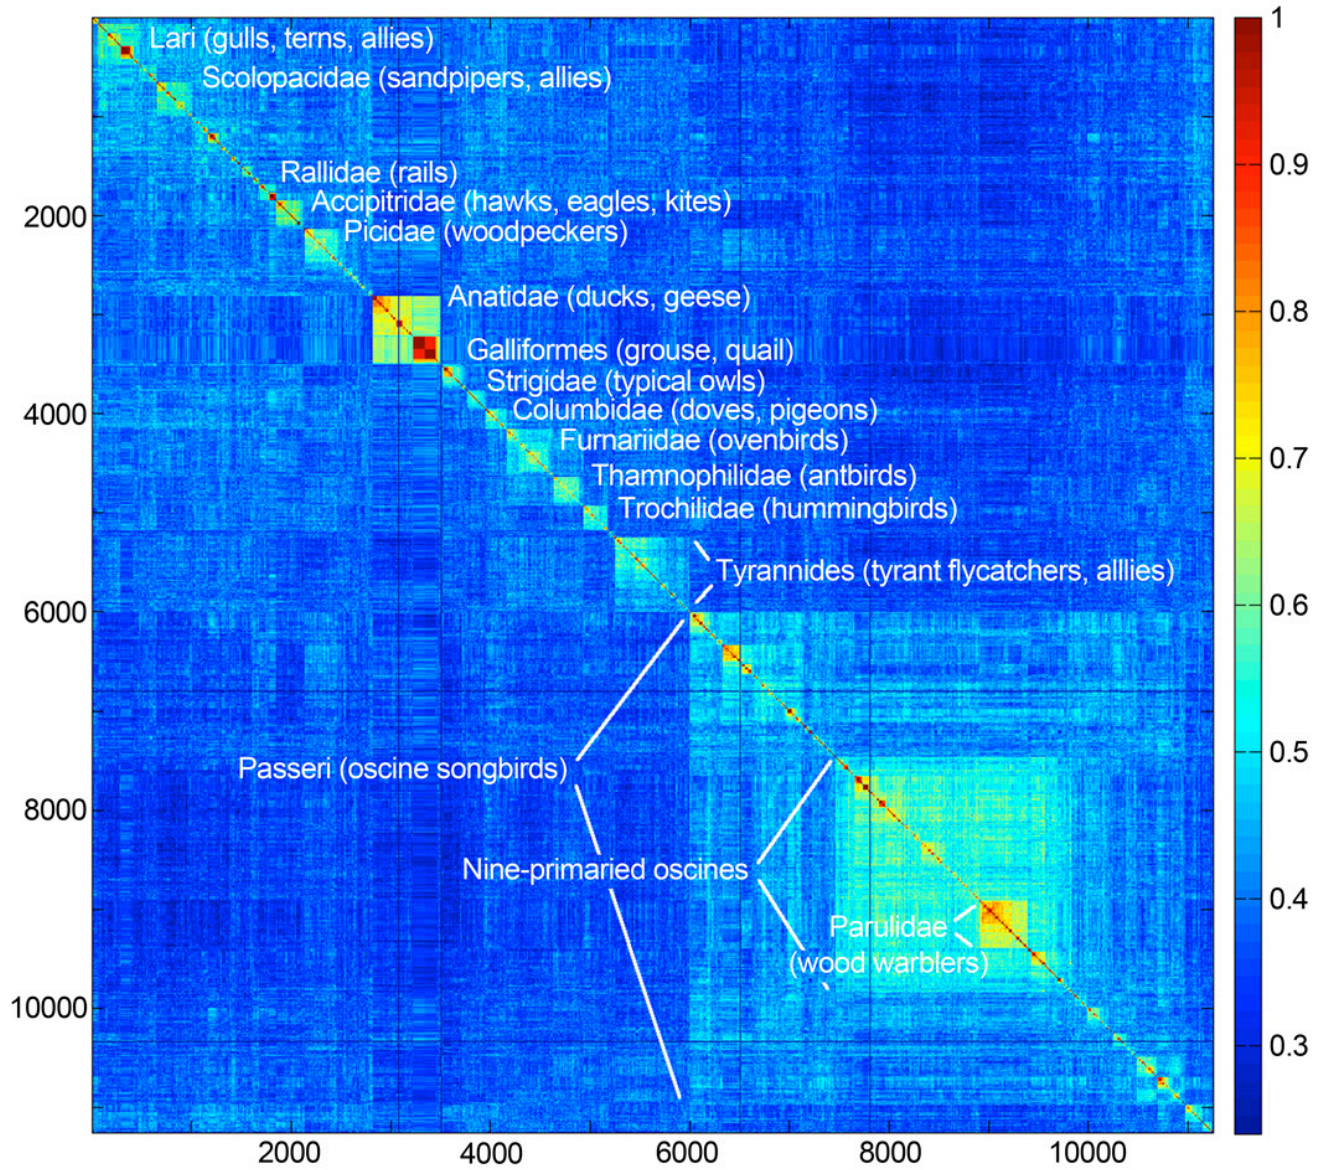 Lari (gulls, terns, allies)
Scolopacidae (sandpipers, allies)
Rallidae (rails)
Accipitridae (hawks, eagles, kites)
Picidae (woodpeckers)
Anatidae (ducks, geese)
Galliformes (grouse, quail)
Strigidae (typical owls)
Columbidae (doves, pigeons)
Furnariidae (ovenbirds)
Thamnophilidae (antbirds)
Trochilidae (hummingbirds)
Tyrannides (tyrant flycatchers, alllies)
Passeri (oscine songbirds)
Nine-primaried oscines
Parulidae
(wood warblers)
2000
4000
6000
8000
10000
2000
4000
6000
8000
10000
1
0.9
0.8
0.7
0.6
0.5
0.4
0.3